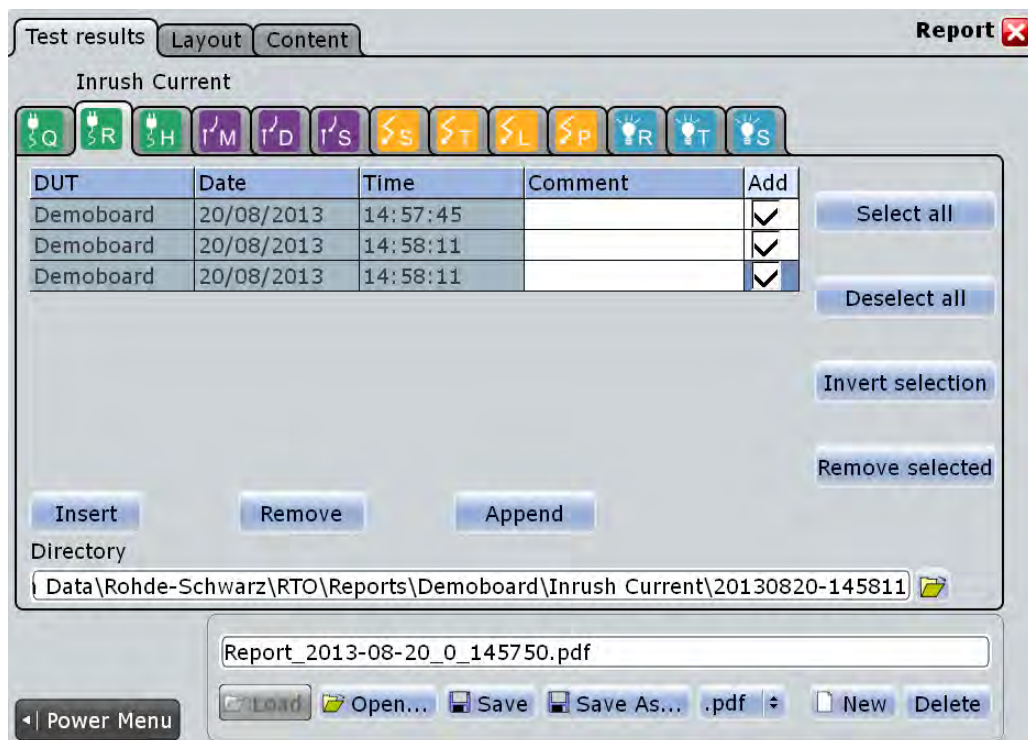 Test results Layout Content Report
Inrush Current
Q R H M D S S T L P R T S
DUT Date Time Comment Add
Demoboard 20/08/2013 14:57:45
Demoboard 20/08/2013 14:58:11
Demoboard 20/08/2013 14:58:11
Select all
Deselect all
Invert selection
Remove selected
Insert Remove Append
Directory
Data\Rohde-Schwarz\RTO\Reports\Demoboard\Inrush Current\20130820-145811
Report_2013-08-20_0_145750.pdf
Load Open... Save Save As... .pdf New Delete
Power Menu